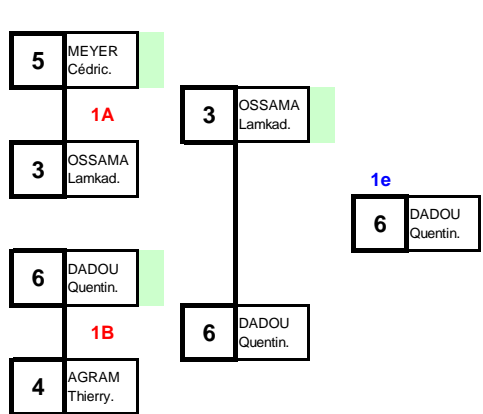 5
MEYER
Cédric.
1A
3
OSSAMA
Lamkad.
6
DADOU
Quentin.
1B
4
AGRAM
Thierry.
3
OSSAMA
Lamkad.
6
DADOU
Quentin.
1e
6
DADOU
Quentin.